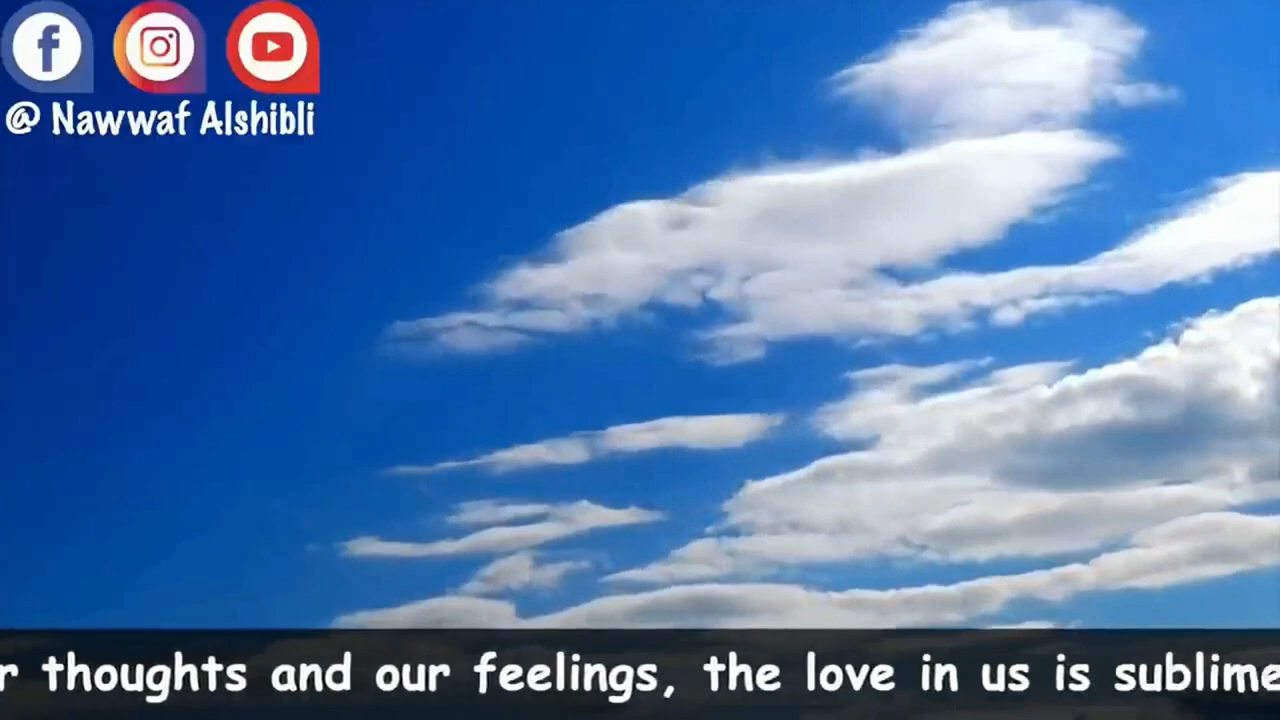 @ Nawwaf Alshibli
thoughts and our feelings, the love in us is sublime